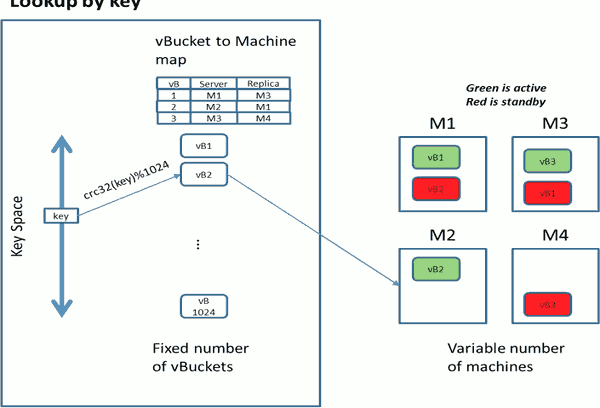 Lookup by key
vBucket to Machine
map
vB Server Replica
1 M1 M3
2 M2 M1
3 M3 M4
Green is active
Red is standby
M1
M3
vB1
vB2
vB1
vB2
vB3
vB1
crc32(key)%1024
key
Key Space
...
M2
M4
vB2
vB3
vB
1024
Fixed number
of vBuckets
Variable number
of machines